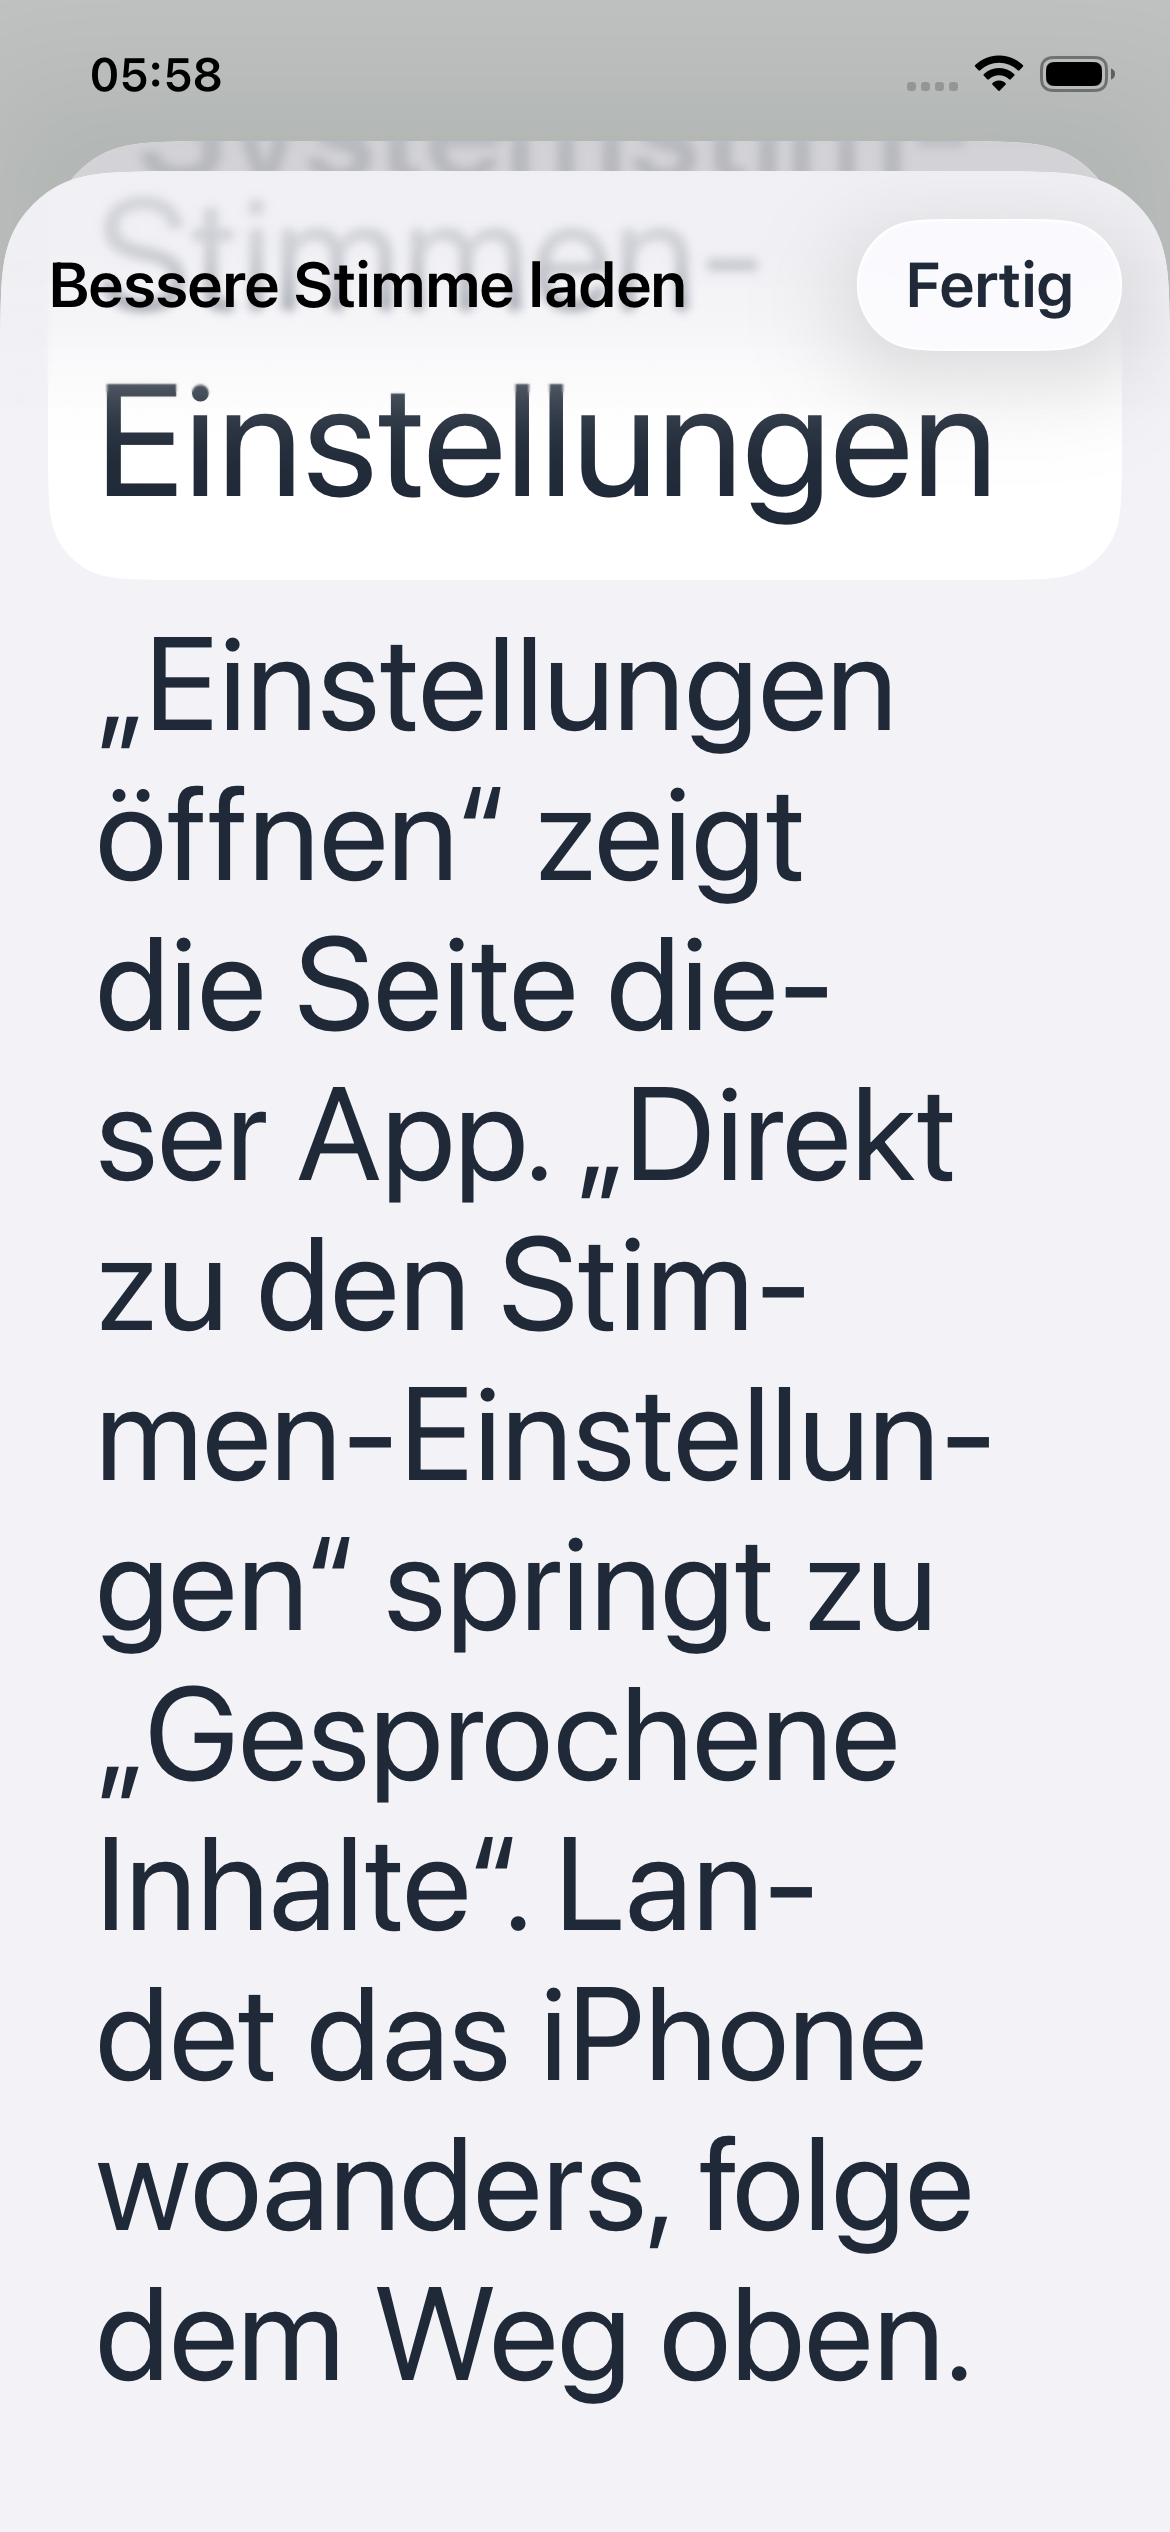 05:58
Stimmen-
Bessere Stimme laden
Fertig
Einstellungen
„Einstellungen
öffnen“ zeigt
die Seite die-
ser App. „Direkt
zu den Stim-
men-Einstellun-
gen“ springt zu
„Gesprochene
Inhalte“. Lan-
det das iPhone
woanders, folge
dem Weg oben.